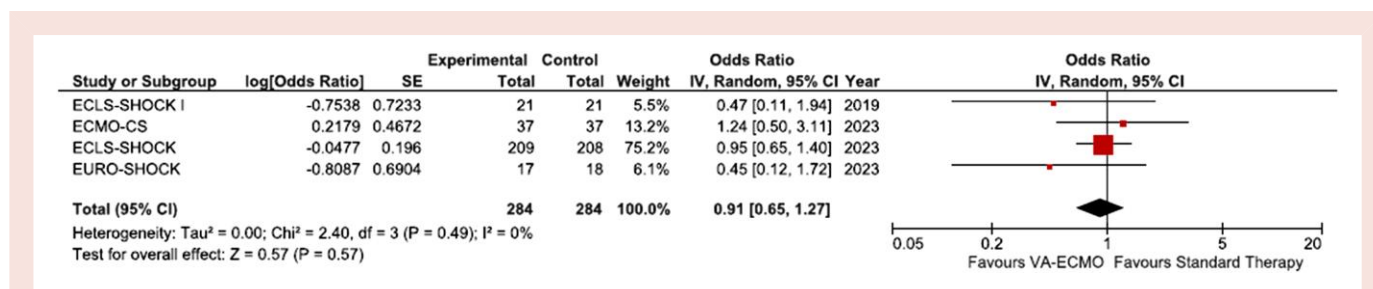 Experimental Control Odds Ratio Odds Ratio
Study or Subgroup log[Odds Ratio] SE Total Total Weight IV, Random, 95% CI Year IV, Random, 95% CI
ECLS-SHOCK I -0.7538 0.7233 21 21 5.5% 0.47 [0.11, 1.94] 2019
ECMO-CS 0.2179 0.4672 37 37 13.2% 1.24 [0.50, 3.11] 2023
ECLS-SHOCK -0.0477 0.196 209 208 75.2% 0.95 [0.65, 1.40] 2023
EURO-SHOCK -0.8087 0.6904 17 18 6.1% 0.45 [0.12, 1.72] 2023
Total (95% CI) 284 284 100.0% 0.91 [0.65, 1.27]
Heterogeneity: Tau² = 0.00; Chi² = 2.40, df = 3 (P = 0.49); I² = 0%
Test for overall effect: Z = 0.57 (P = 0.57)
0.05 0.2 1 5 20
Favours VA-ECMO Favours Standard Therapy